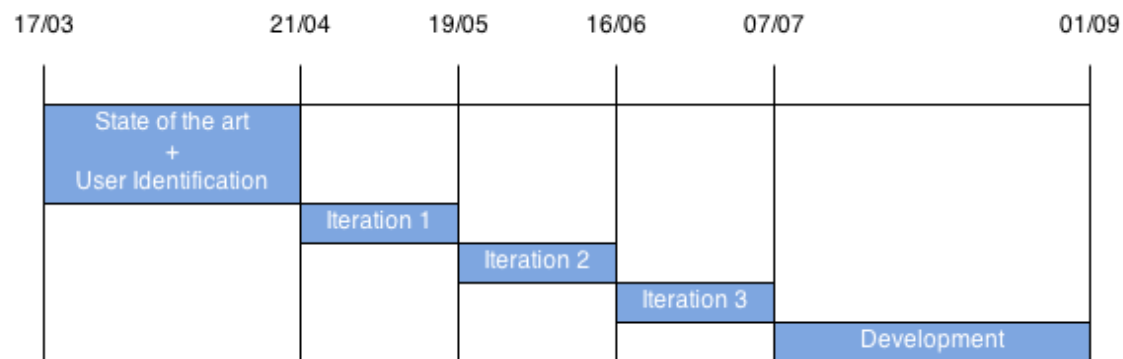 17/03 21/04 19/05 16/06 07/07 01/09
State of the art
+
User Identification
Iteration 1
Iteration 2
Iteration 3
Development